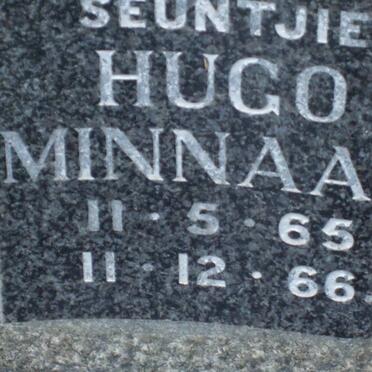 SEUNTJIE
HUGO
MINNAA
11 · 5 · 65
11 · 12 · 66.